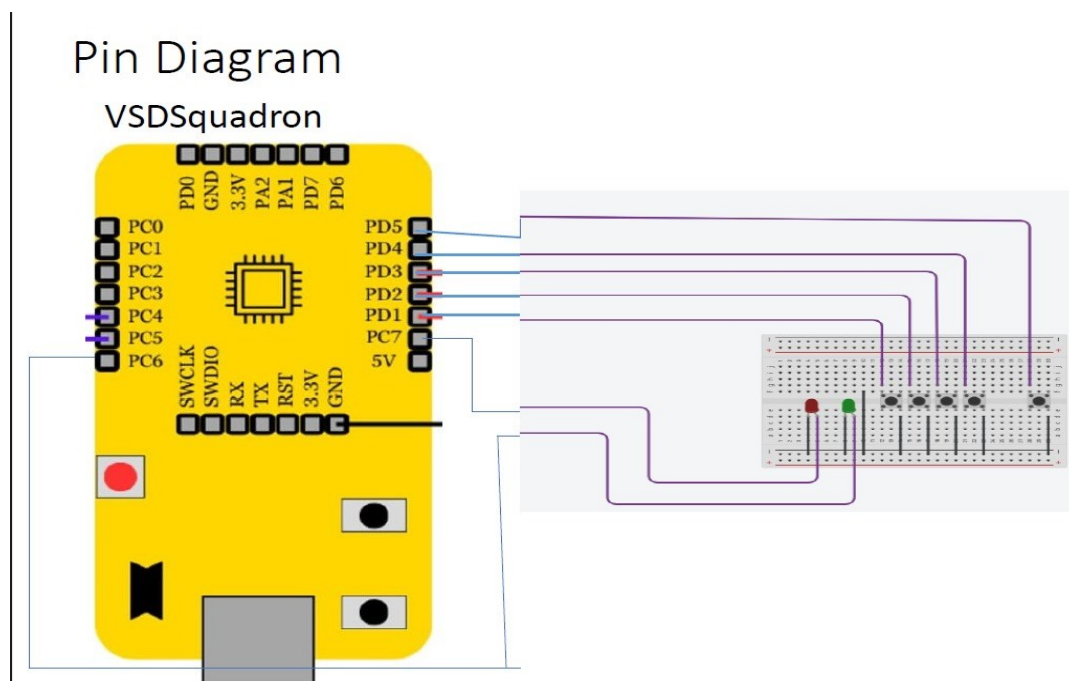 Pin Diagram
VSDSquadron
PD0
GND
3.3V
PA2
PA1
PD7
PD6
PC0
PC1
PC2
PC3
PC4
PC5
PC6
PD5
PD4
PD3
PD2
PD1
PC7
5V
SWCLK
SWDIO
RX
TX
RST
3.3V
GND